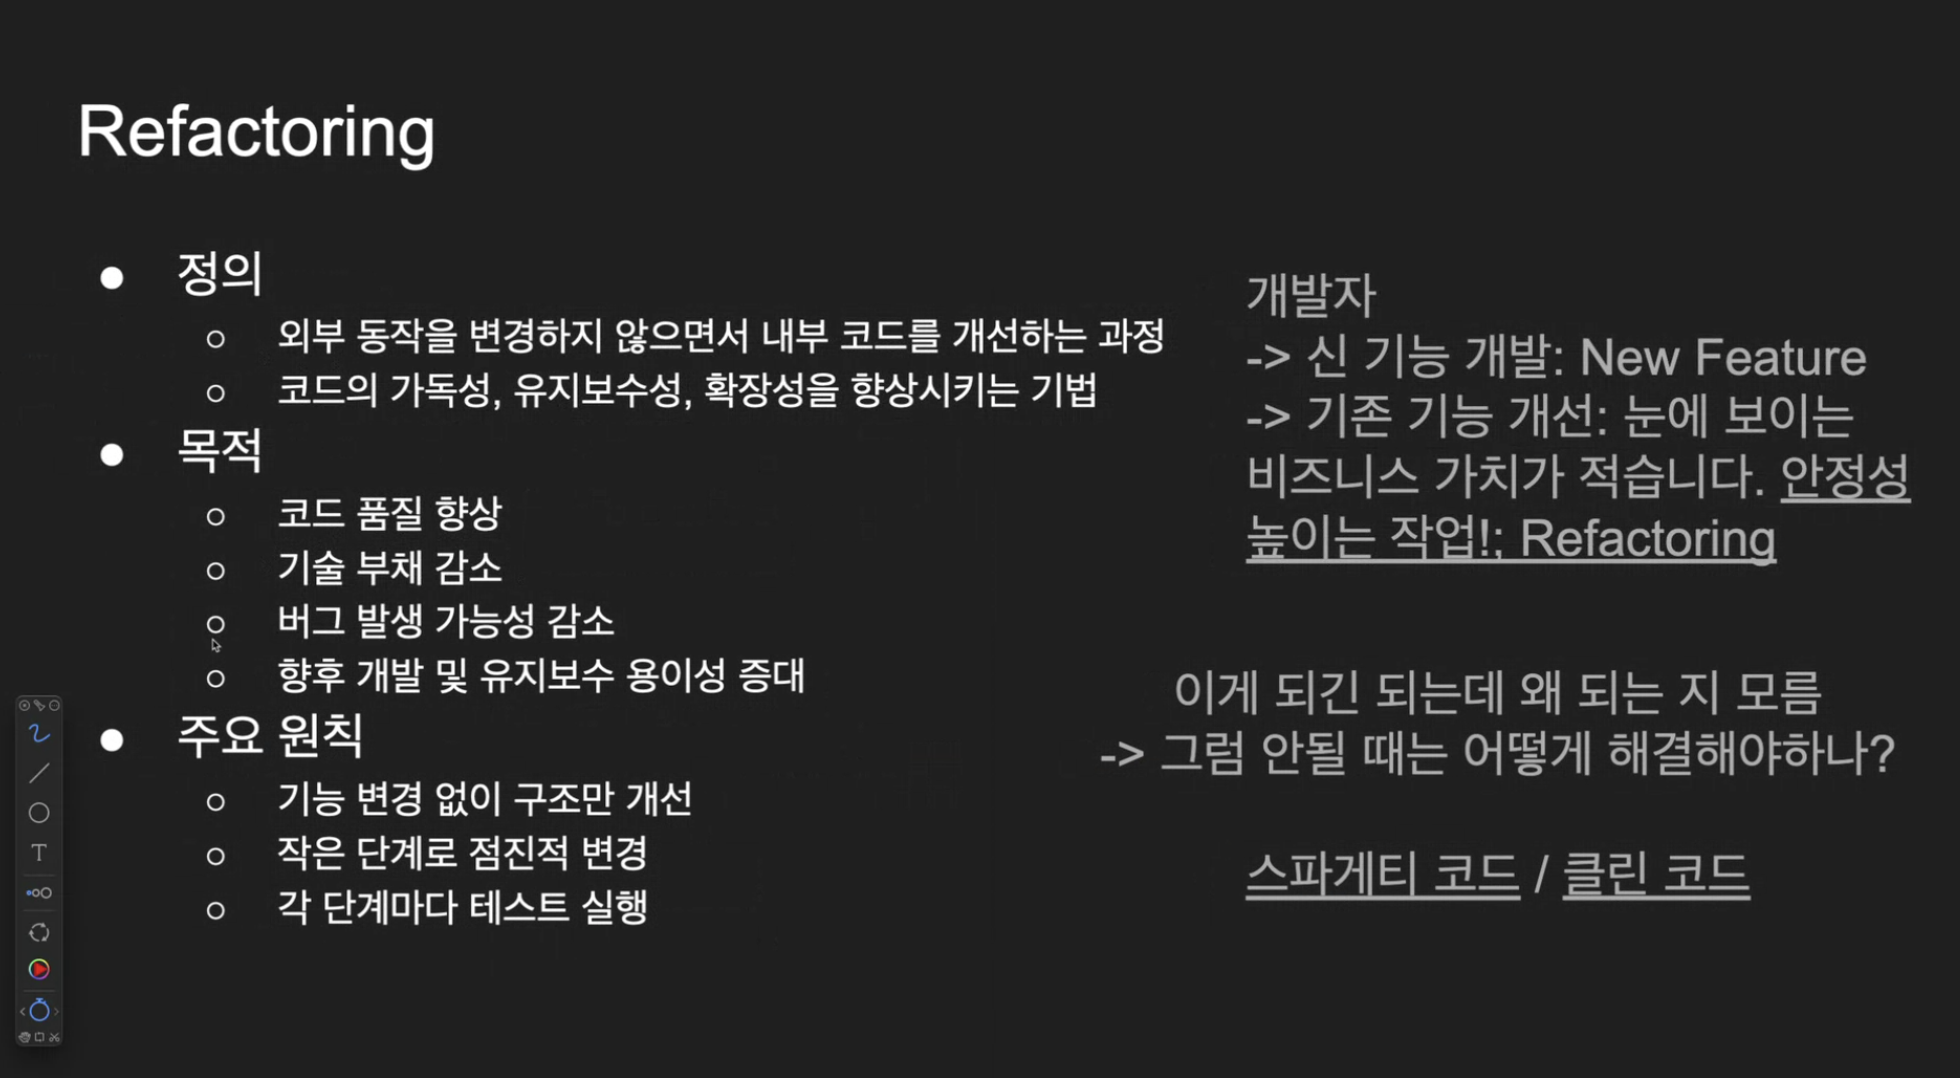 Refactoring
● 정의
○ 외부 동작을 변경하지 않으면서 내부 코드를 개선하는 과정
○ 코드의 가독성, 유지보수성, 확장성을 향상시키는 기법
● 목적
○ 코드 품질 향상
○ 기술 부채 감소
○ 버그 발생 가능성 감소
○ 향후 개발 및 유지보수 용이성 증대
● 주요 원칙
○ 기능 변경 없이 구조만 개선
○ 작은 단계로 점진적 변경
○ 각 단계마다 테스트 실행
개발자
-> 신 기능 개발: New Feature
-> 기존 기능 개선: 눈에 보이는
비즈니스 가치가 적습니다. 안정성
높이는 작업!; Refactoring
이게 되긴 되는데 왜 되는 지 모름
-> 그럼 안될 때는 어떻게 해결해야하나?
스파게티 코드 / 클린 코드
T